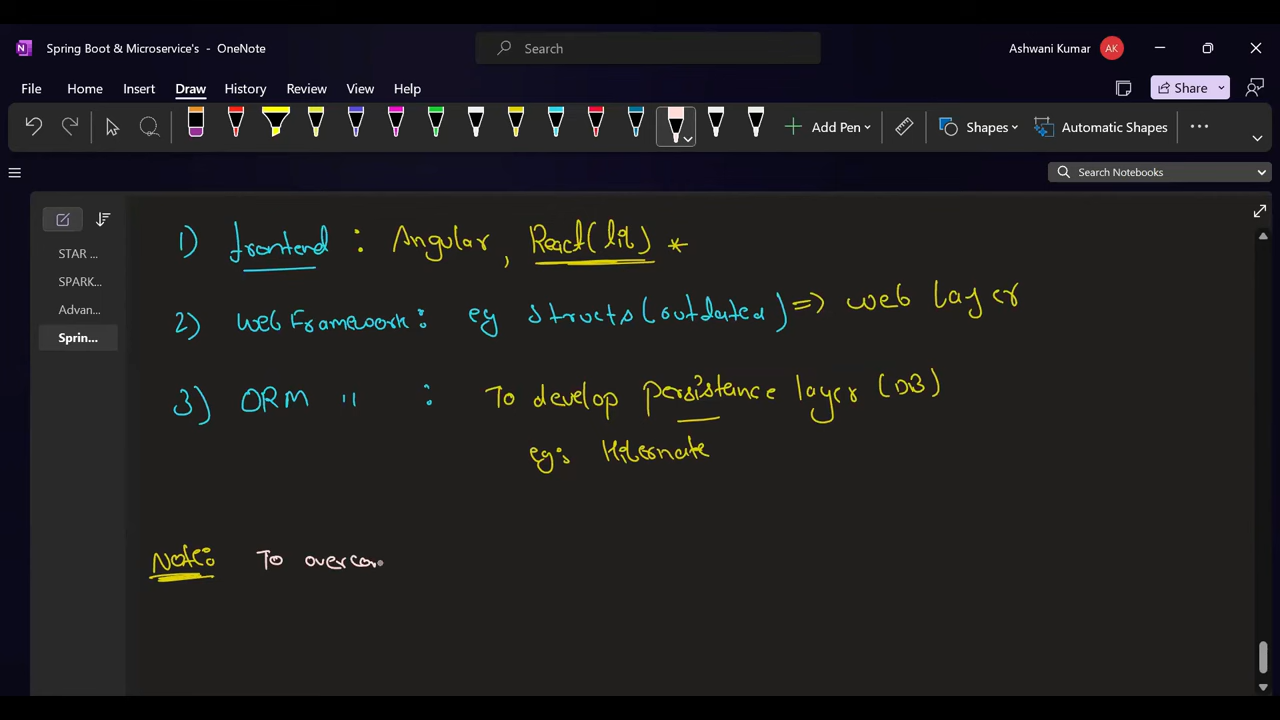 Spring Boot & Microservice's - OneNote
Search
Ashwani Kumar AK
File Home Insert Draw History Review View Help
Share
Add Pen Shapes Automatic Shapes
Search Notebooks
STAR ...
SPARK...
Advan...
Sprin...
1) frontend : Angular, React(lib) *
2) Web Framework: eg Structs(outdated) => web layer
3) ORM " : To develop persistence layer (DB)
eg: Hibernate
Note: To overcom